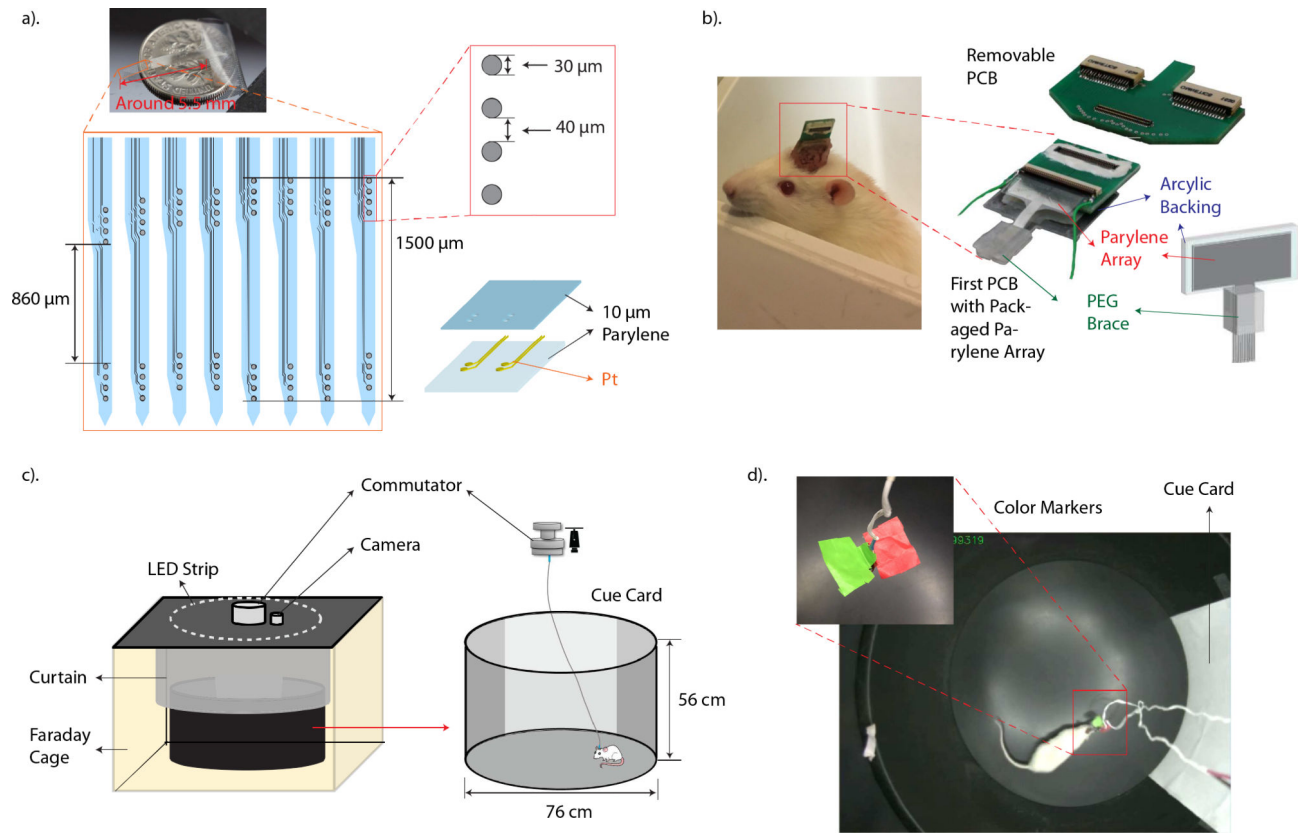 a).
Around 5.5 mm
30 μm
40 μm
1500 μm
860 μm
10 μm
Parylene
Pt
b).
Removable
PCB
Arcylic
Backing
Parylene
Array
First PCB
with Pack-
aged Pa-
rylene Array
PEG
Brace
c).
Commutator
Camera
LED Strip
Cue Card
Curtain
56 cm
Faraday
Cage
76 cm
d).
Cue Card
Color Markers
99319